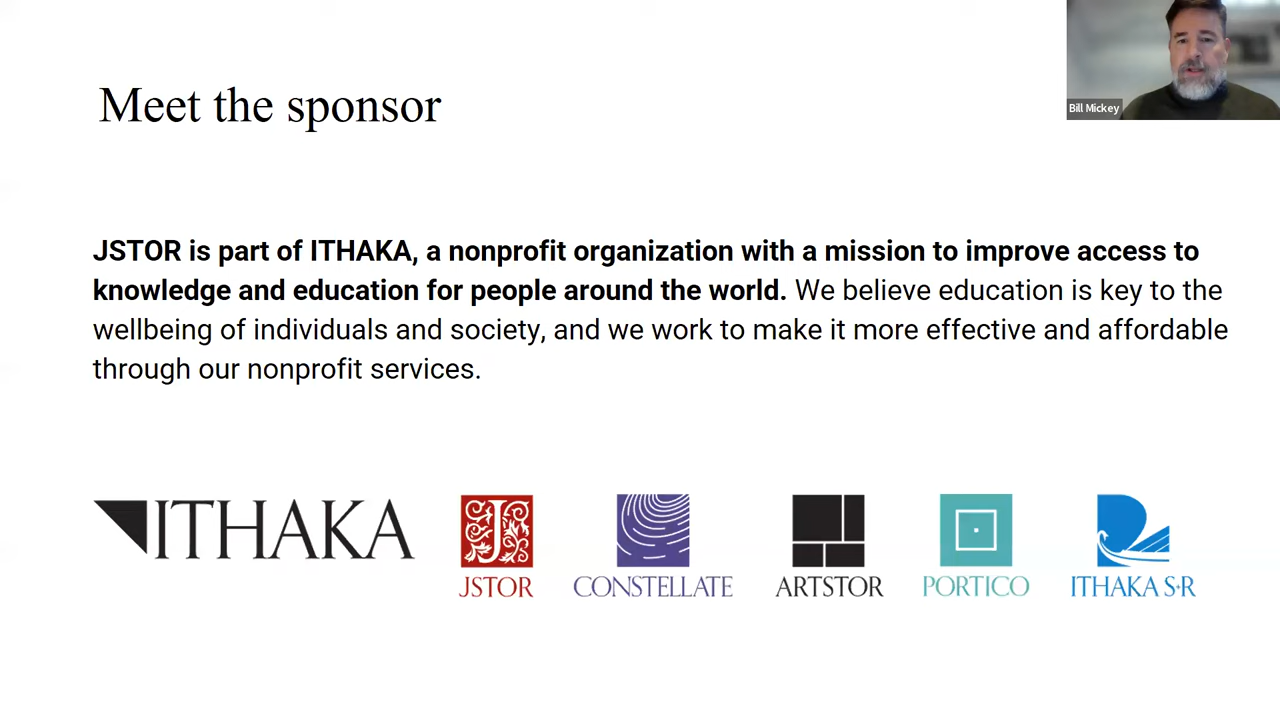 Meet the sponsor
Bill Mickey
JSTOR is part of ITHAKA, a nonprofit organization with a mission to improve access to
knowledge and education for people around the world. We believe education is key to the
wellbeing of individuals and society, and we work to make it more effective and affordable
through our nonprofit services.
ITHAKA
J
JSTOR
CONSTELLATE
ARTSTOR
PORTICO
ITHAKA S+R